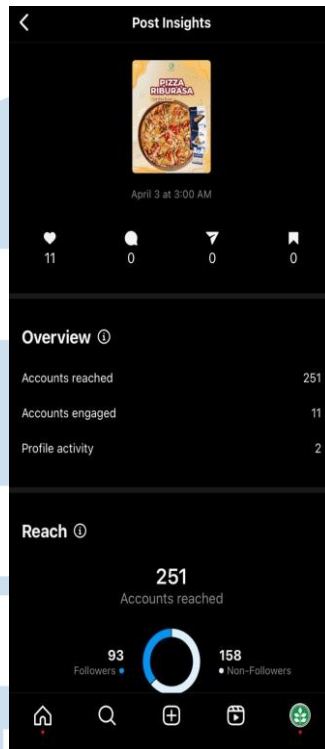 Post Insights
PIZZA
RIBURASA
April 3 at 3:00 AM
11 0 0 0
Overview
Accounts reached 251
Accounts engaged 11
Profile activity 2
Reach
251
Accounts reached
93 158
Followers Non-Followers